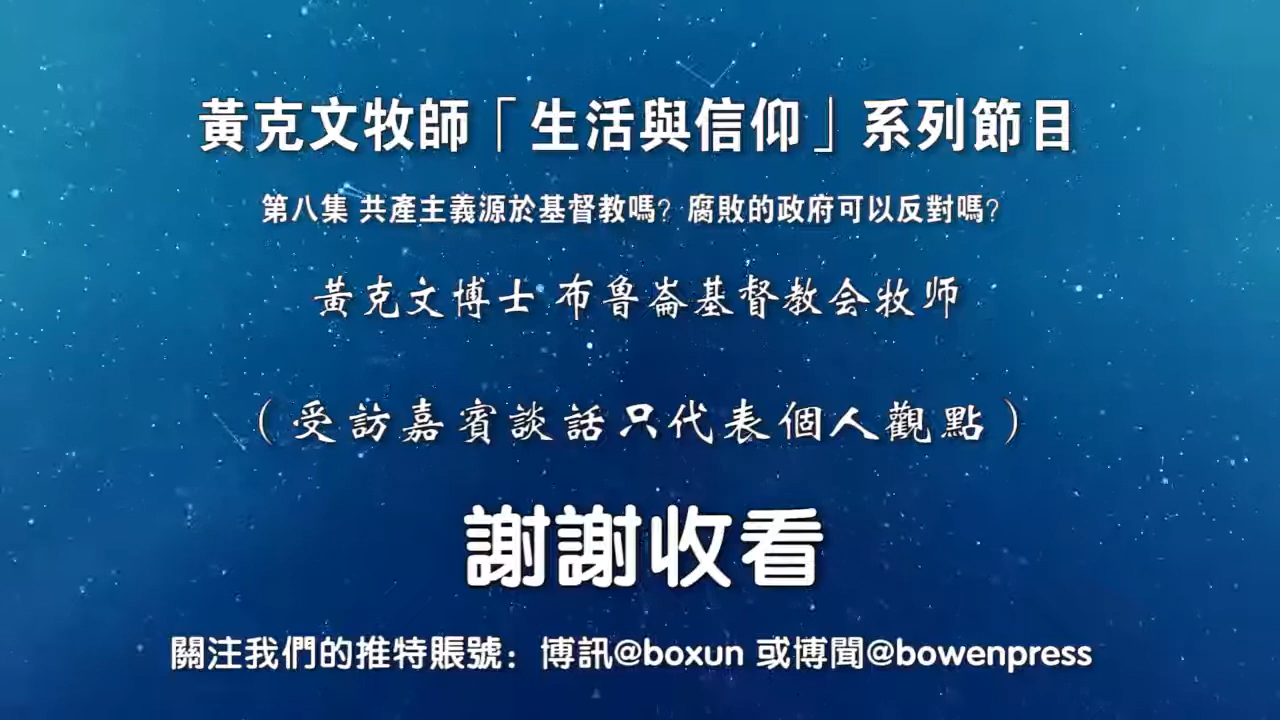 黃克文牧師「生活與信仰」系列節目
第八集 共產主義源於基督教嗎？腐敗的政府可以反對嗎？
黃克文博士 布鲁崙基督教会牧师
（受訪嘉賓談話只代表個人觀點）
謝謝收看
關注我們的推特賬號：博訊@boxun 或博聞@bowenpress